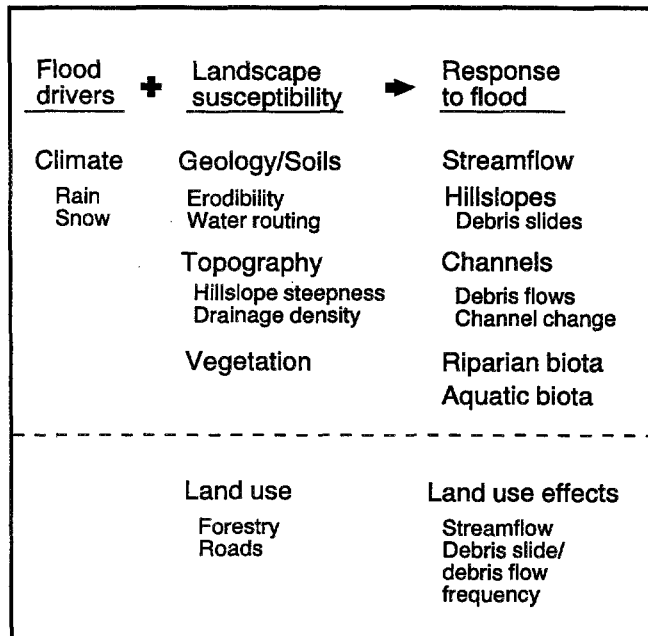 Flood drivers + Landscape susceptibility → Response to flood
Climate
Rain
Snow
Geology/Soils
Erodibility
Water routing
Topography
Hillslope steepness
Drainage density
Vegetation
Streamflow
Hillslopes
Debris slides
Channels
Debris flows
Channel change
Riparian biota
Aquatic biota
Land use
Forestry
Roads
Land use effects
Streamflow
Debris slide/
debris flow
frequency